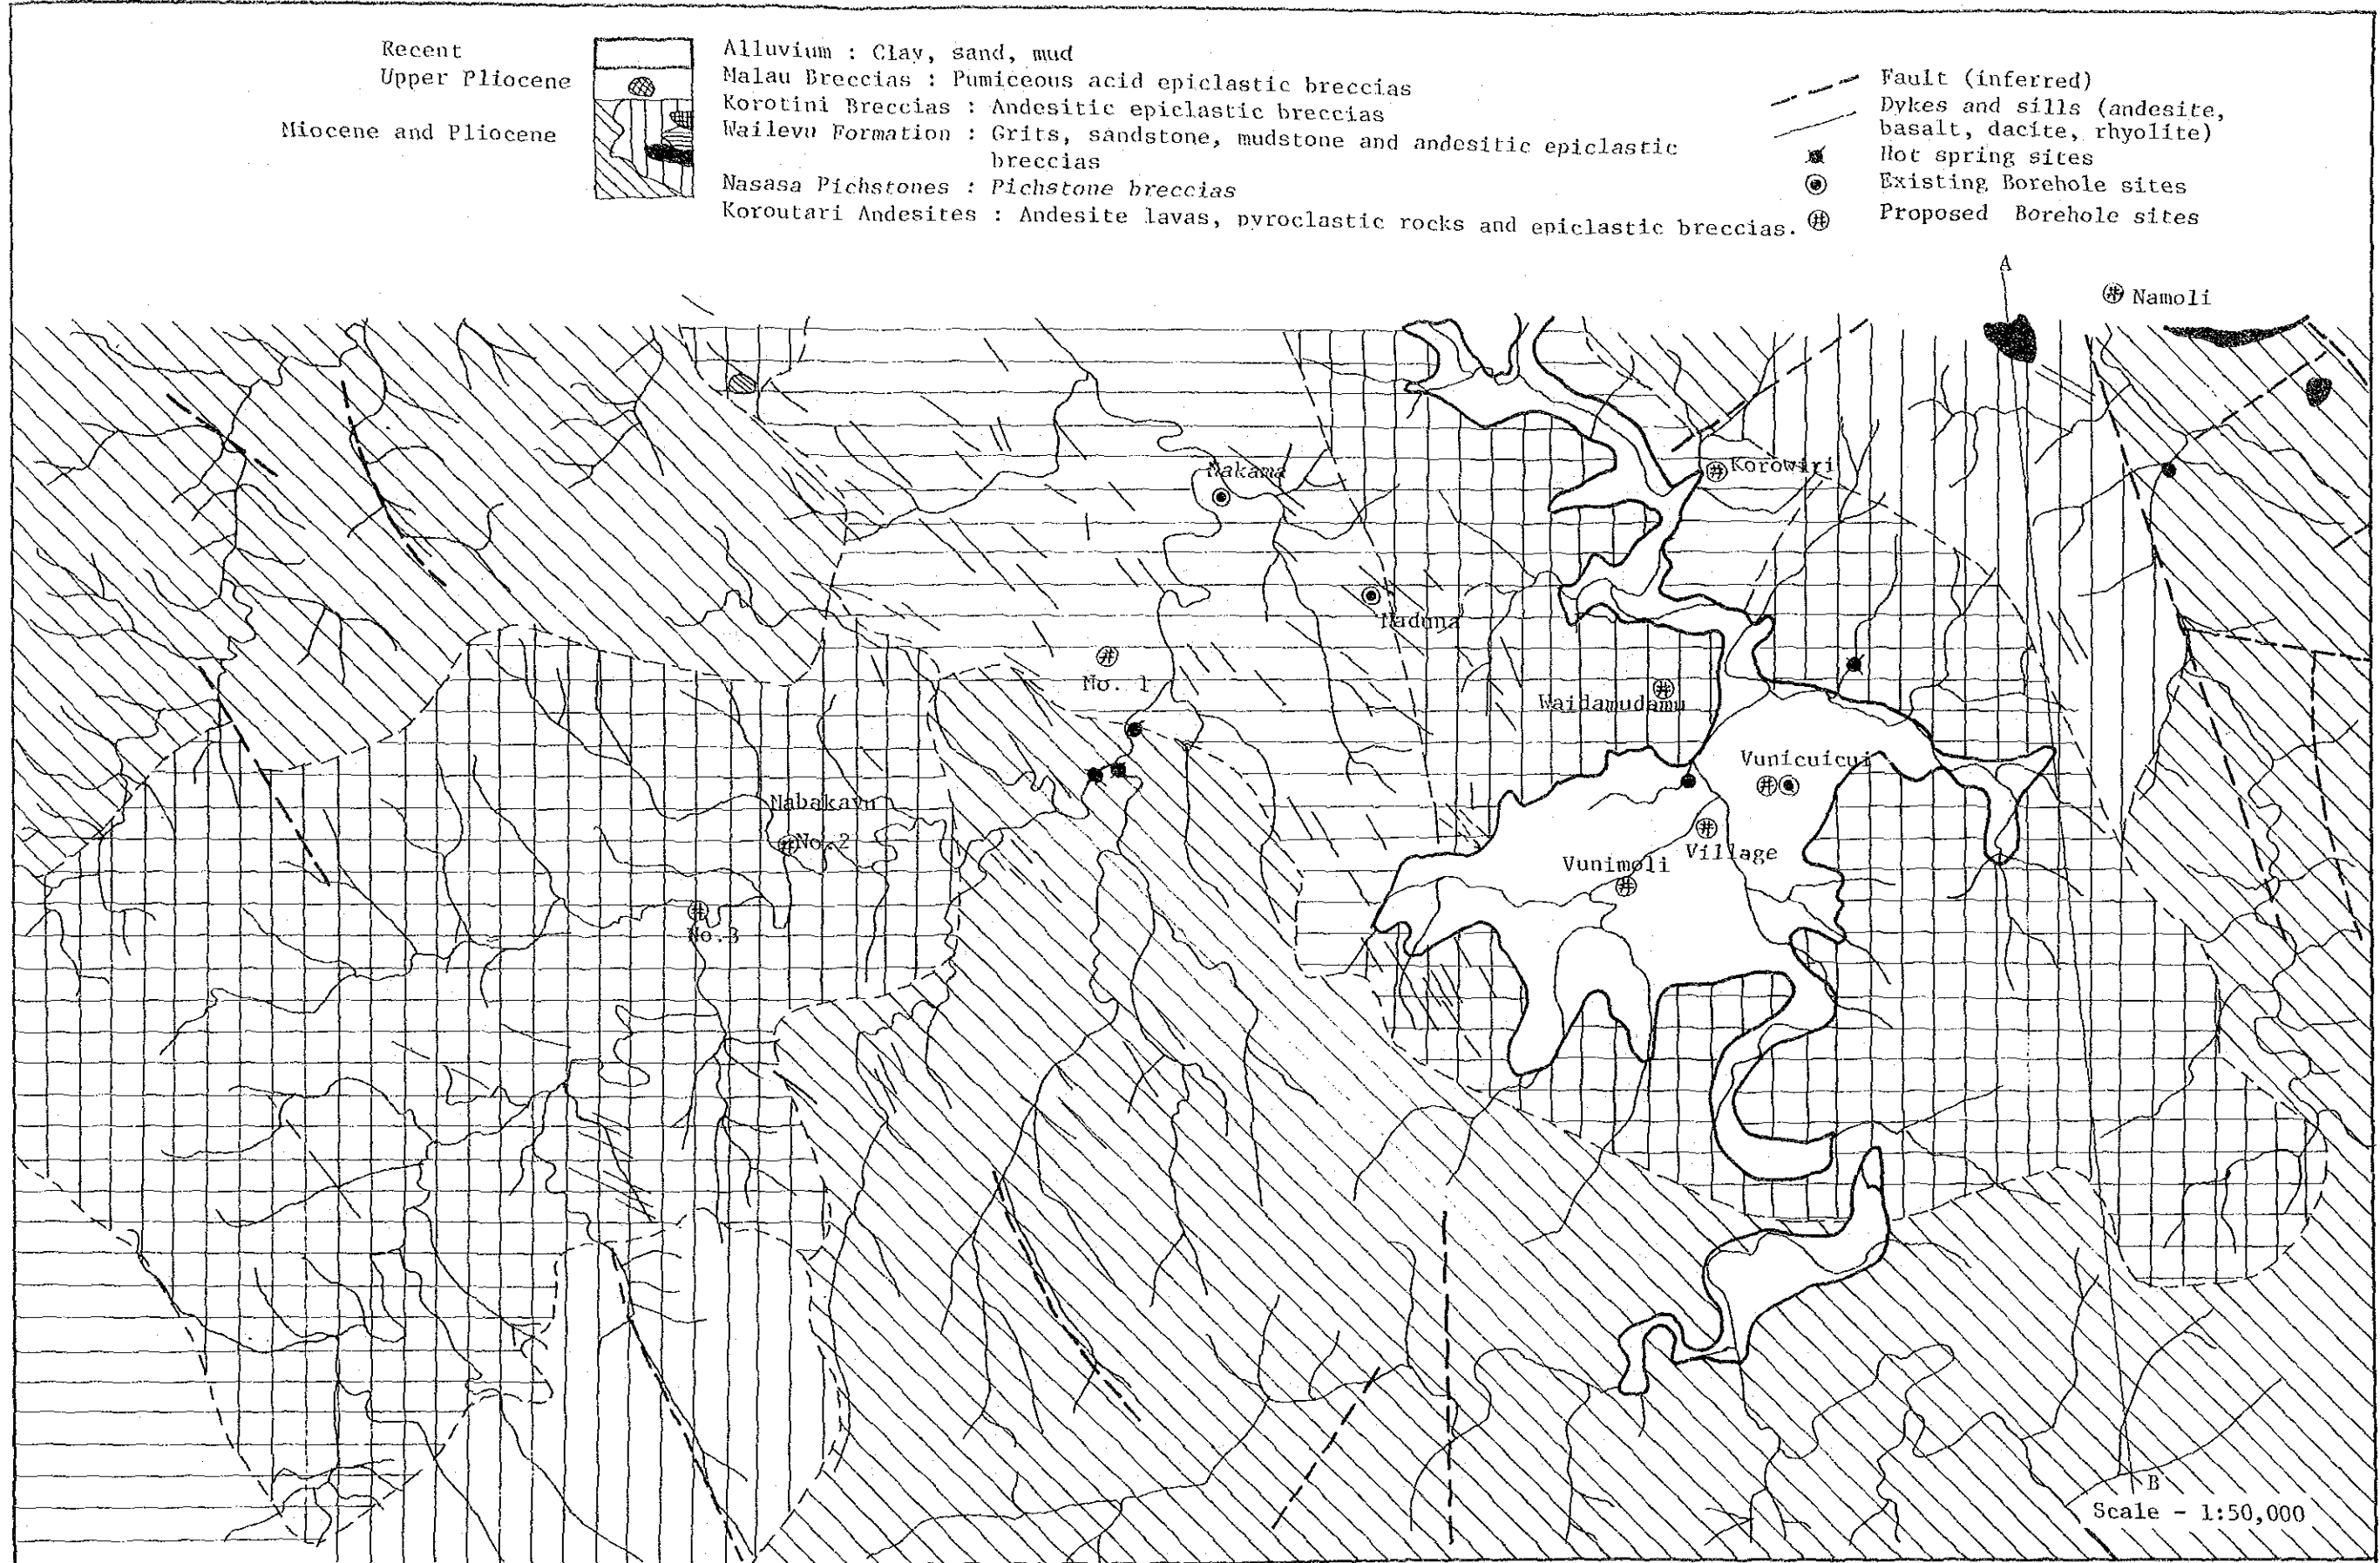 Recent
Upper Pliocene
Miocene and Pliocene
Alluvium : Clay, sand, mud
Malau Breccias : Pumiceous acid epiclastic breccias
Korotini Breccias : Andesitic epiclastic breccias
Wailevu Formation : Grits, sandstone, mudstone and andesitic epiclastic
breccias
Nasasa Pichstones : Pichstone breccias
Koroutari Andesites : Andesite lavas, pyroclastic rocks and epiclastic breccias.
Fault (inferred)
Dykes and sills (andesite,
basalt, dacite, rhyolite)
Hot spring sites
Existing Borehole sites
Proposed Borehole sites
A
Namoli
Korowiri
Nakama
Naduna
No. 1
Waidamudamu
Vunicuicui
Nabakavu
No.2
Village
Vunimoli
No.3
B
Scale - 1:50,000